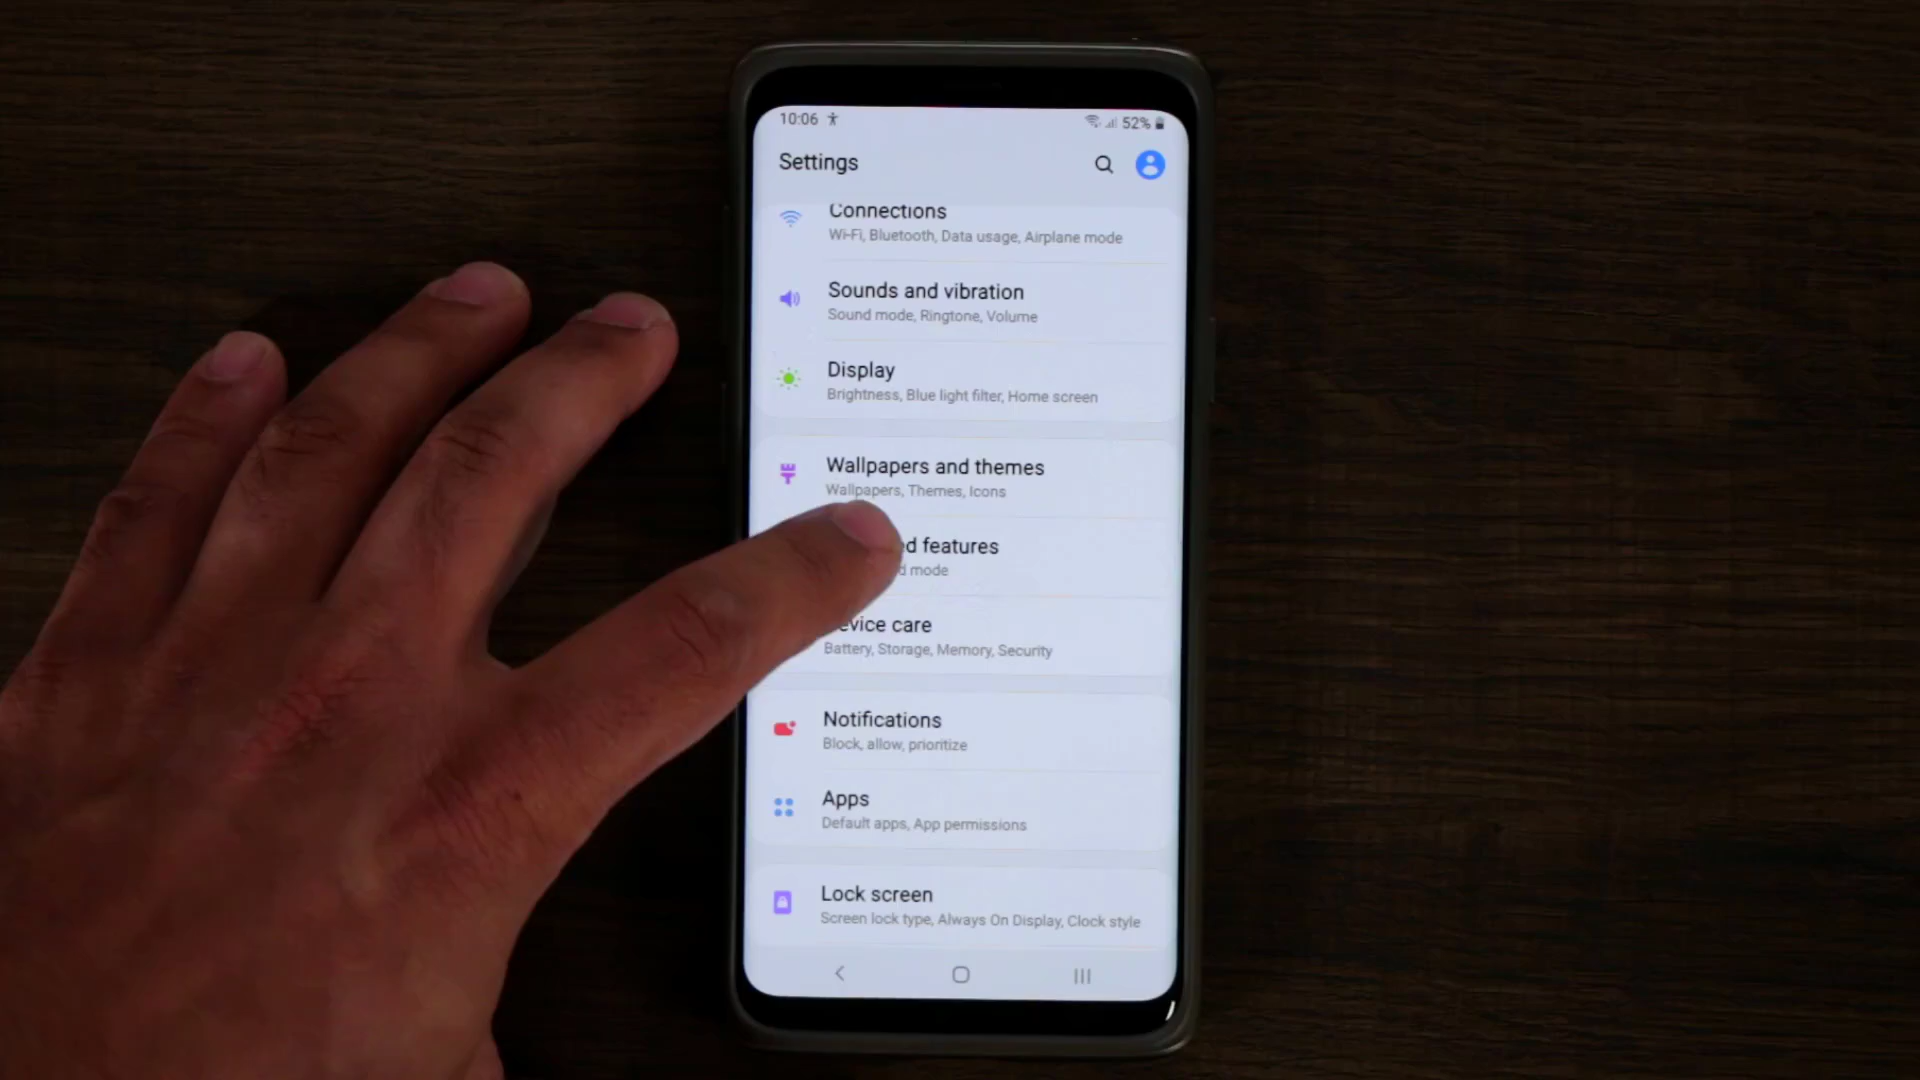 10:06 52%
Settings
Connections
Wi-Fi, Bluetooth, Data usage, Airplane mode
Sounds and vibration
Sound mode, Ringtone, Volume
Display
Brightness, Blue light filter, Home screen
Wallpapers and themes
Wallpapers, Themes, Icons
features
mode
care
Battery, Storage, Memory, Security
Notifications
Block, allow, prioritize
Apps
Default apps, App permissions
Lock screen
Screen lock type, Always On Display, Clock style